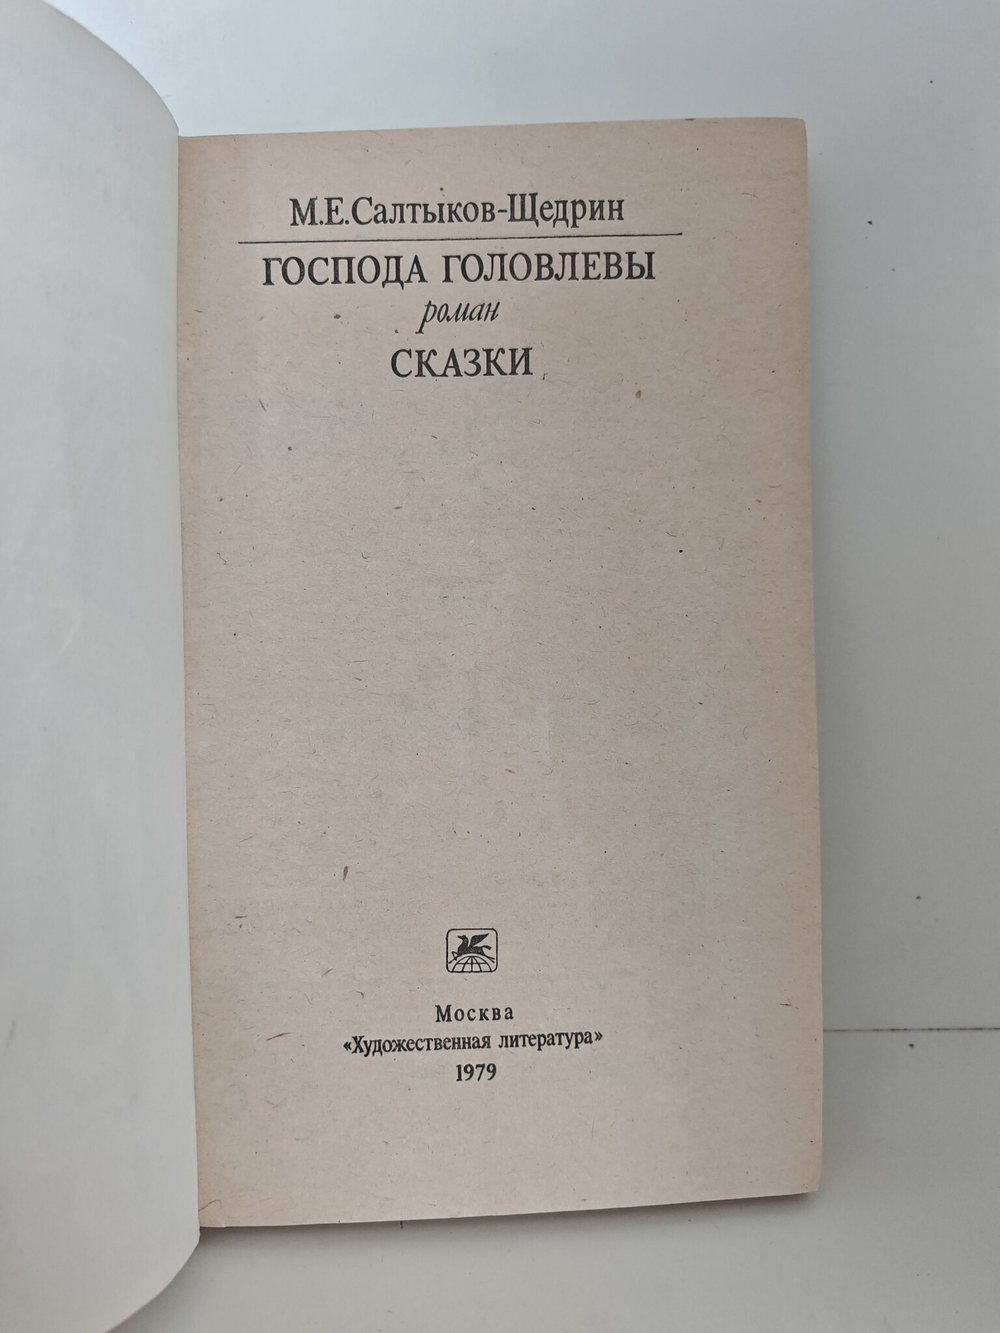 М.Е.Салтыков-Щедрин
ГОСПОДА ГОЛОВЛЕВЫ
роман
СКАЗКИ
Москва
«Художественная литература»
1979